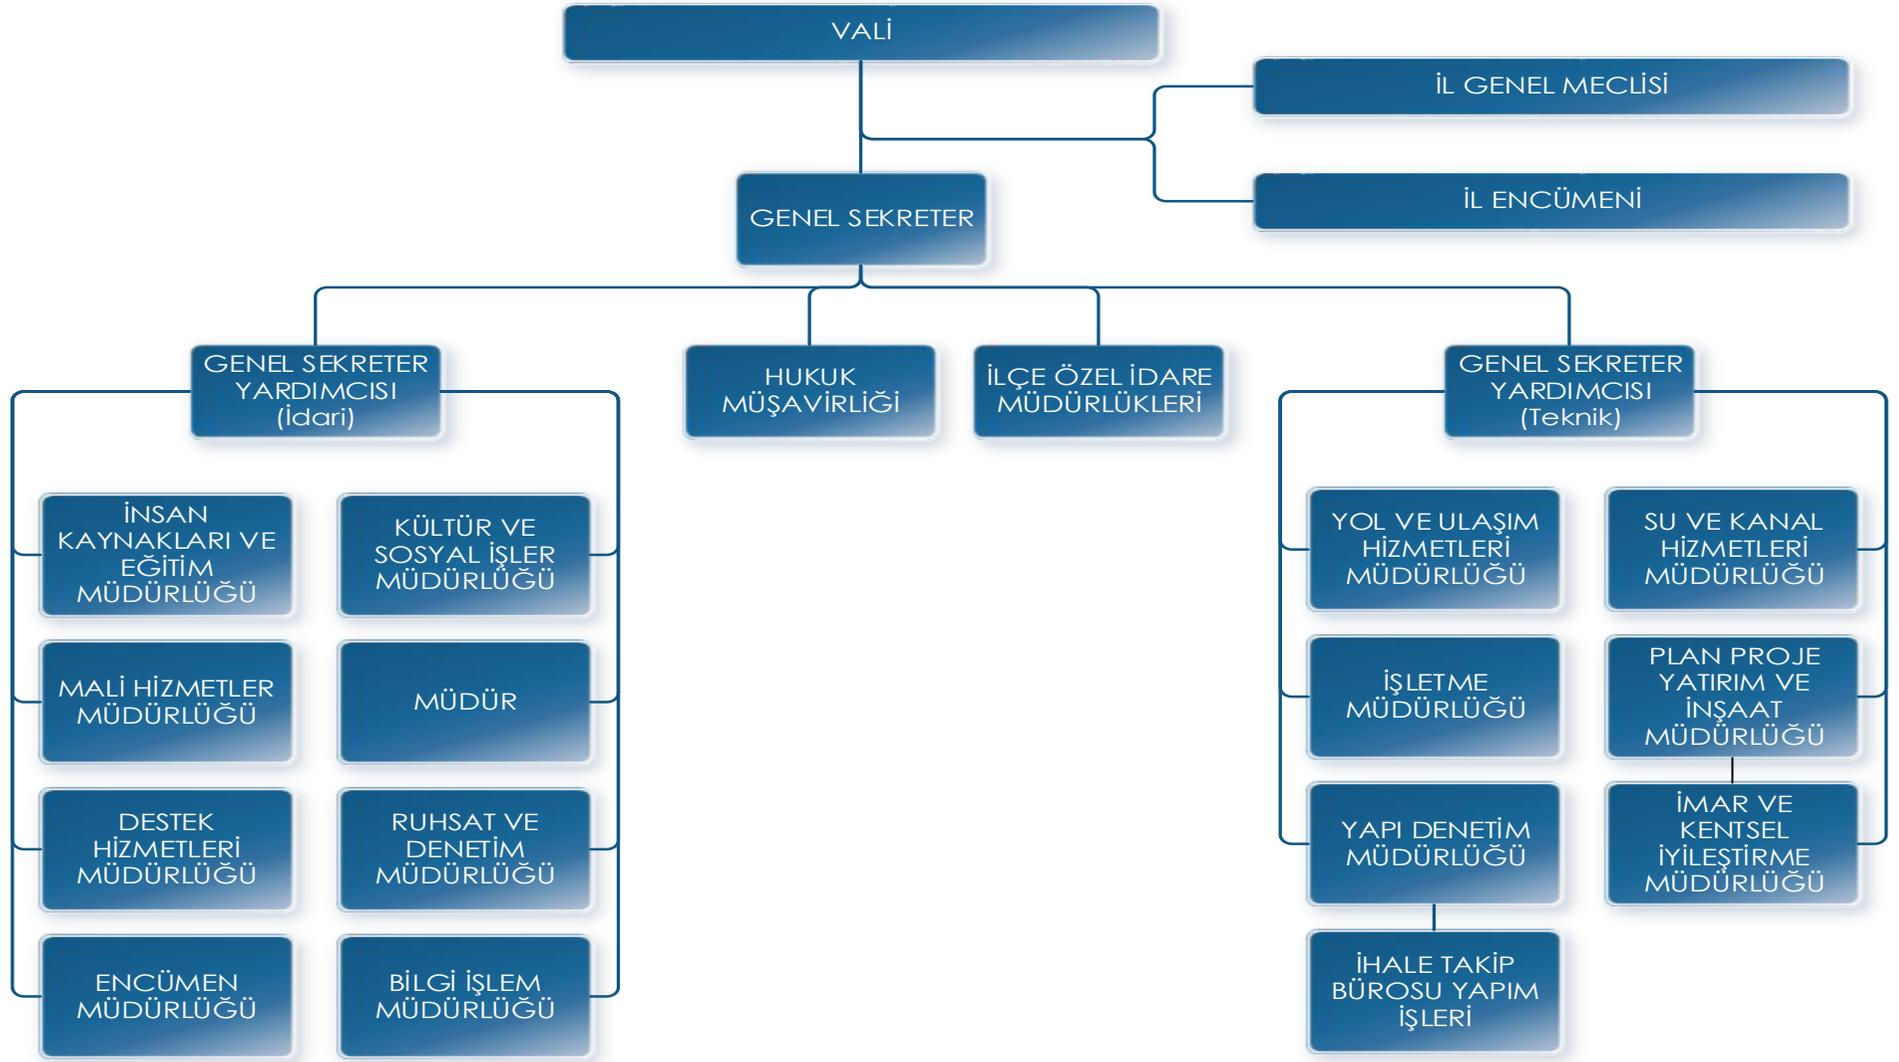 VALİ
İL GENEL MECLİSİ
İL ENCÜMENİ
GENEL SEKRETER
GENEL SEKRETER
YARDIMCISI
(İdari)
HUKUK
MÜŞAVİRLİĞİ
İLÇE ÖZEL İDARE
MÜDÜRLÜKLERİ
GENEL SEKRETER
YARDIMCISI
(Teknik)
İNSAN
KAYNAKLARI VE
EĞİTİM
MÜDÜRLÜĞÜ
KÜLTÜR VE
SOSYAL İŞLER
MÜDÜRLÜĞÜ
MALİ HİZMETLER
MÜDÜRLÜĞÜ
MÜDÜR
DESTEK
HİZMETLERİ
MÜDÜRLÜĞÜ
RUHSAT VE
DENETİM
MÜDÜRLÜĞÜ
ENCÜMEN
MÜDÜRLÜĞÜ
BİLGİ İŞLEM
MÜDÜRLÜĞÜ
YOL VE ULAŞIM
HİZMETLERİ
MÜDÜRLÜĞÜ
SU VE KANAL
HİZMETLERİ
MÜDÜRLÜĞÜ
İŞLETME
MÜDÜRLÜĞÜ
PLAN PROJE
YATIRIM VE
İNŞAAT
MÜDÜRLÜĞÜ
YAPI DENETİM
MÜDÜRLÜĞÜ
İMAR VE
KENTSEL
İYİLEŞTİRME
MÜDÜRLÜĞÜ
İHALE TAKİP
BÜROSU YAPIM
İŞLERİ